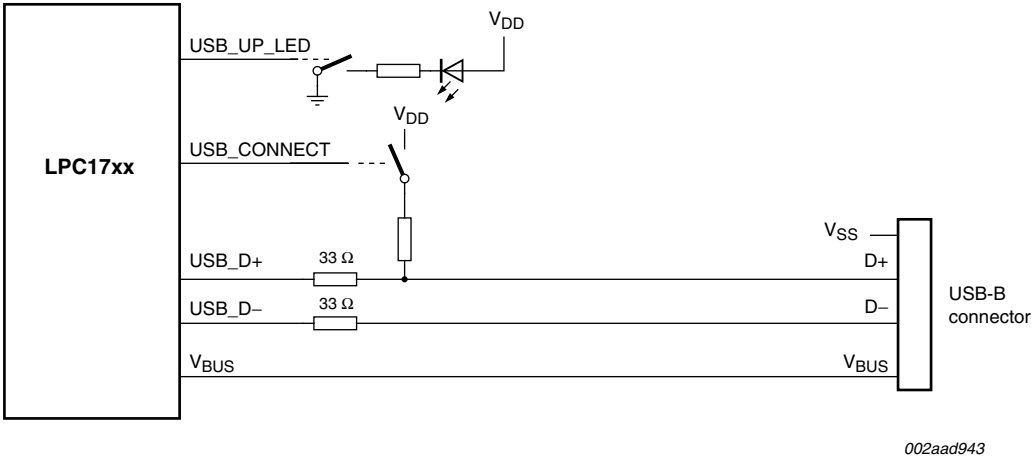 V_DD
USB_UP_LED
V_DD
USB_CONNECT
LPC17xx
V_SS
USB_D+ 33 Ω D+
USB_D− 33 Ω D−
USB-B
connector
V_BUS V_BUS
002aad943